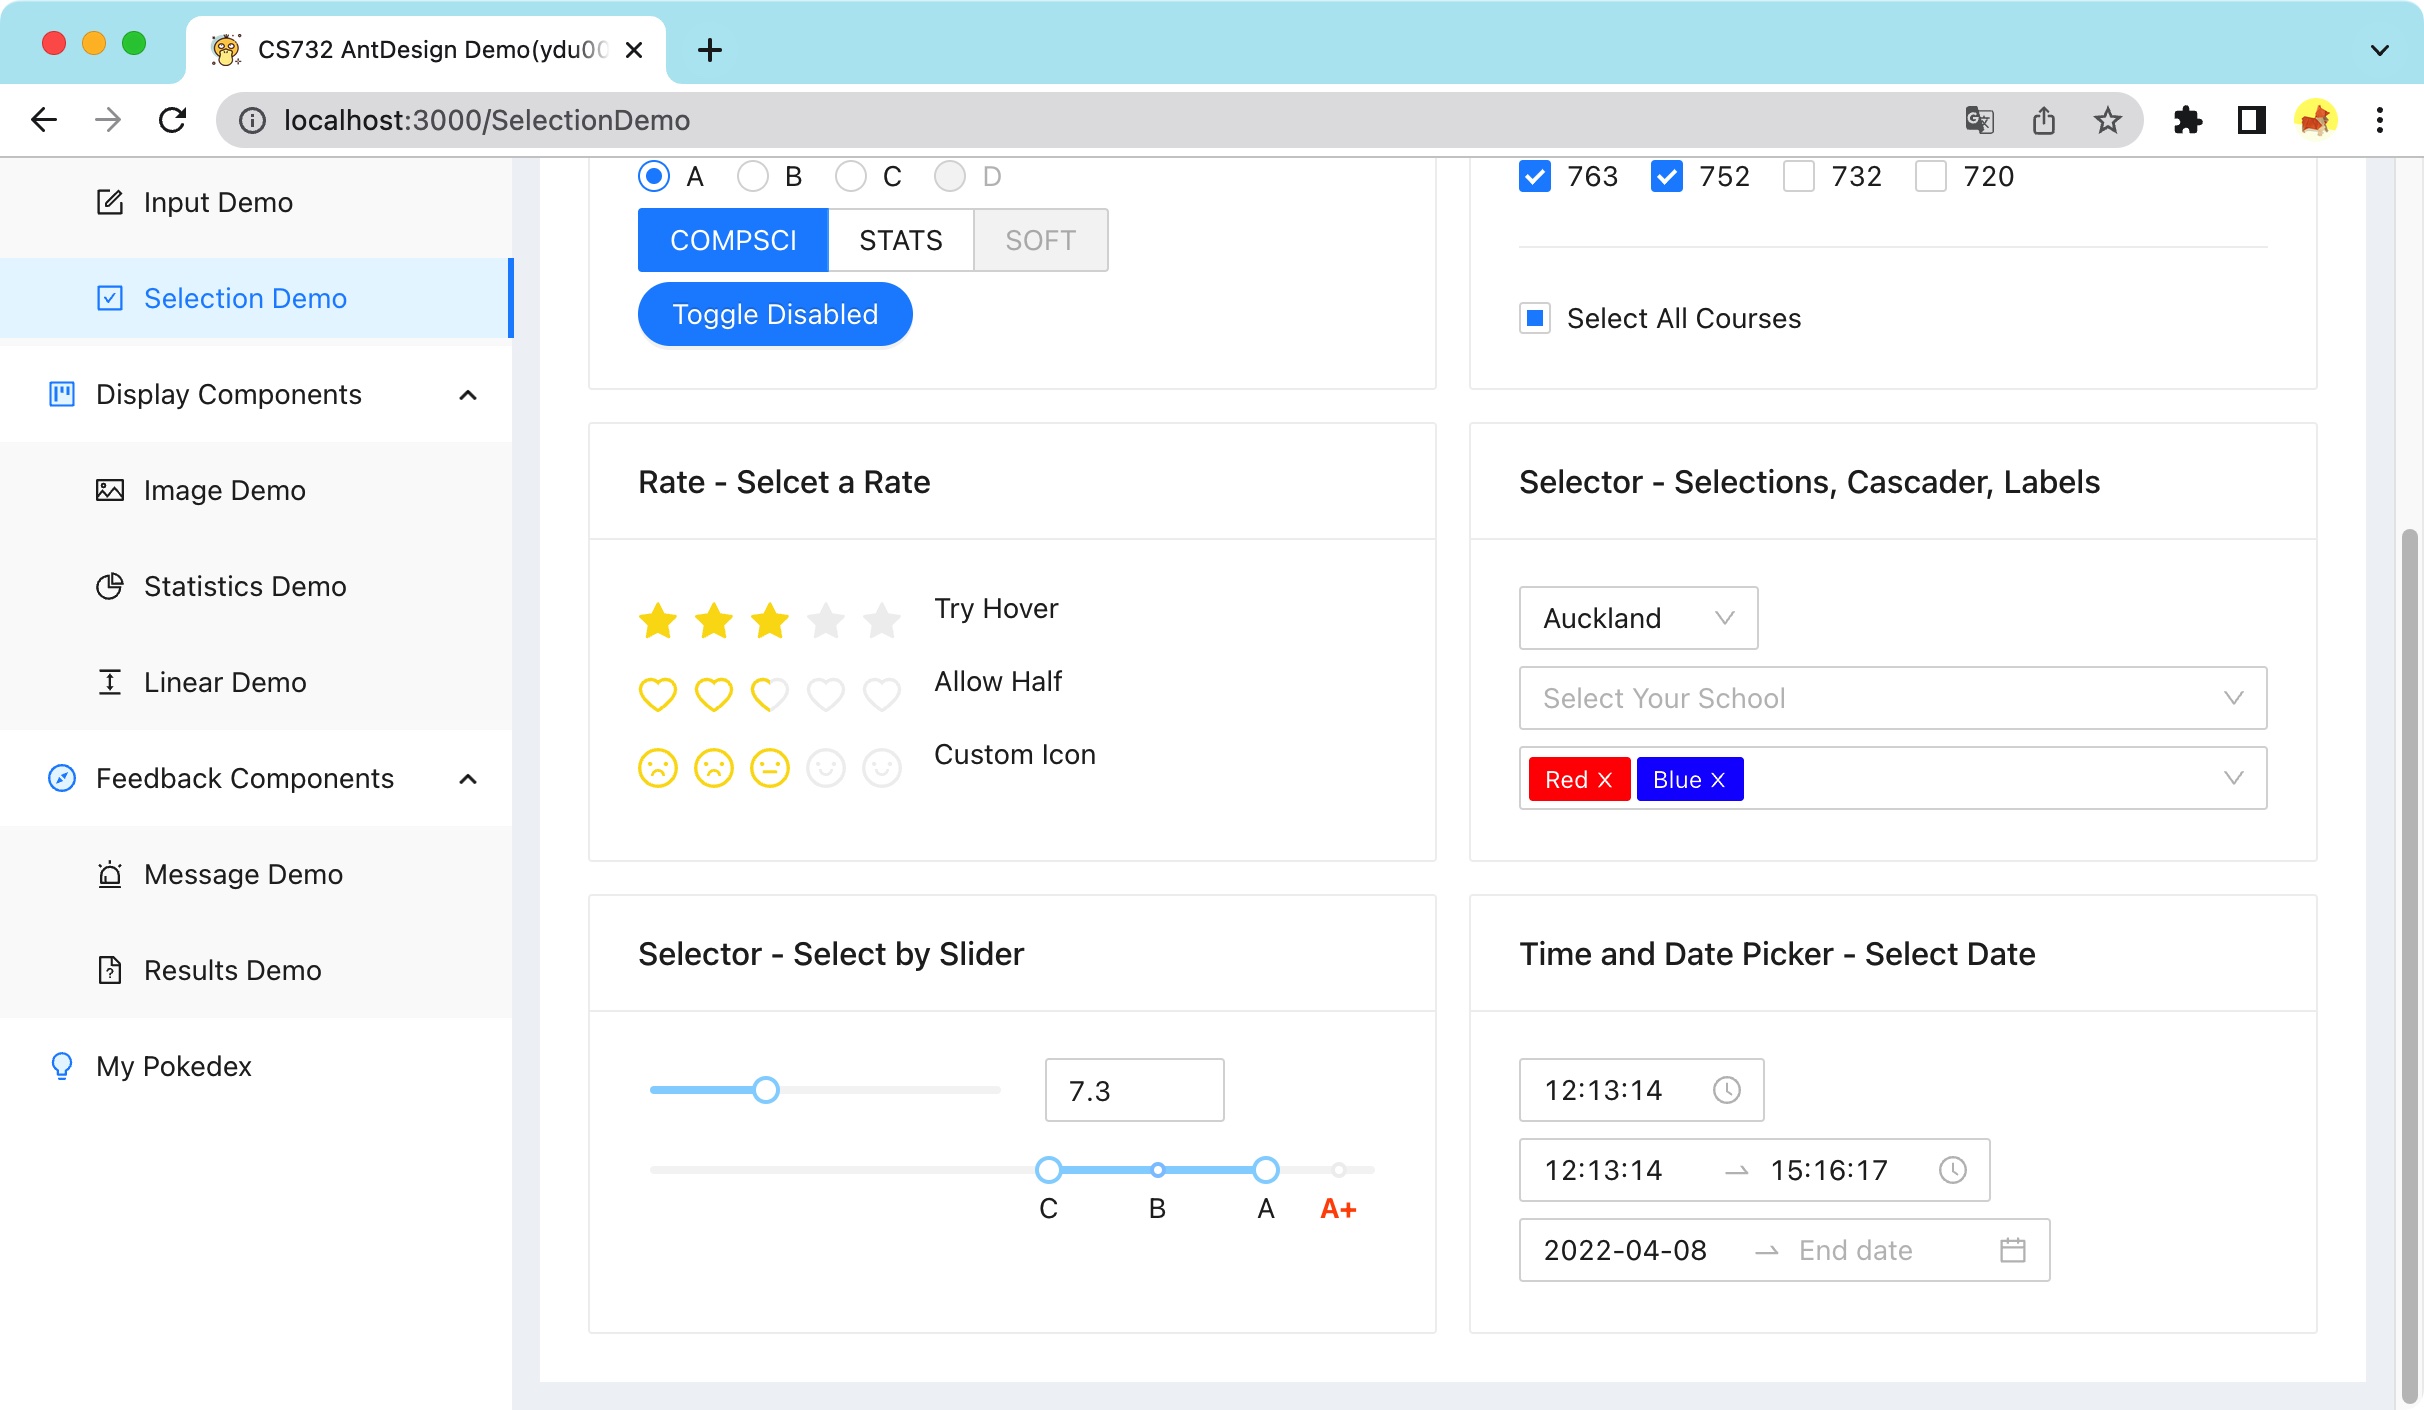 CS732 AntDesign Demo(ydu00
localhost:3000/SelectionDemo
Input Demo
Selection Demo
Display Components
Image Demo
Statistics Demo
Linear Demo
Feedback Components
Message Demo
Results Demo
My Pokedex
A B C D
COMPSCI STATS SOFT
Toggle Disabled
763 752 732 720
Select All Courses
Rate - Selcet a Rate
Try Hover
Allow Half
Custom Icon
Selector - Selections, Cascader, Labels
Auckland
Select Your School
Red Blue
Selector - Select by Slider
7.3
C B A A+
Time and Date Picker - Select Date
12:13:14
12:13:14 15:16:17
2022-04-08 End date